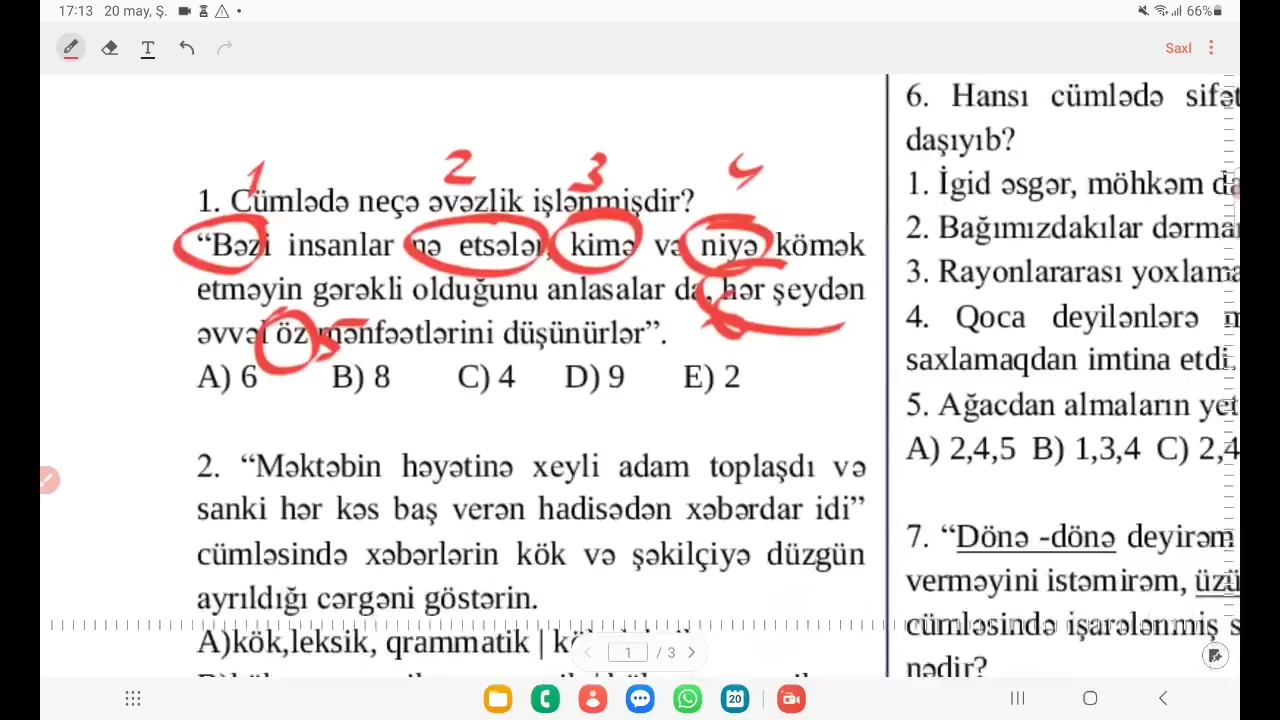 17:13 20 may, Ş. 66%
T Saxl
1 2 3 4
1. Cümlədə neçə əvəzlik işlənmişdir?
“Bəzi insanlar nə etsələr, kimə və niyə kömək
etməyin gərəkli olduğunu anlasalar da, hər şeydən
əvvəl öz mənfəətlərini düşünürlər”.
A) 6 B) 8 C) 4 D) 9 E) 2
2. “Məktəbin həyətinə xeyli adam toplaşdı və
sanki hər kəs baş verən hadisədən xəbərdar idi”
cümləsində xəbərlərin kök və şəkilçiyə düzgün
ayrıldığı cərgəni göstərin.
A)kök,leksik, qrammatik |
6. Hansı cümlədə sifət
daşıyıb?
1. İgid əsgər, möhkəm
2. Bağımızdakılar dərma
3. Rayonlararası yoxlama
4. Qoca deyilənlərə
saxlamaqdan imtina etdi.
5. Ağacdan almaların yet
A) 2,4,5 B) 1,3,4 C) 2,4
7. “Dönə -dönə deyirəm
verməyini istəmirəm, üzü
cümləsində işarələnmiş s
nədir?
1 / 3
20